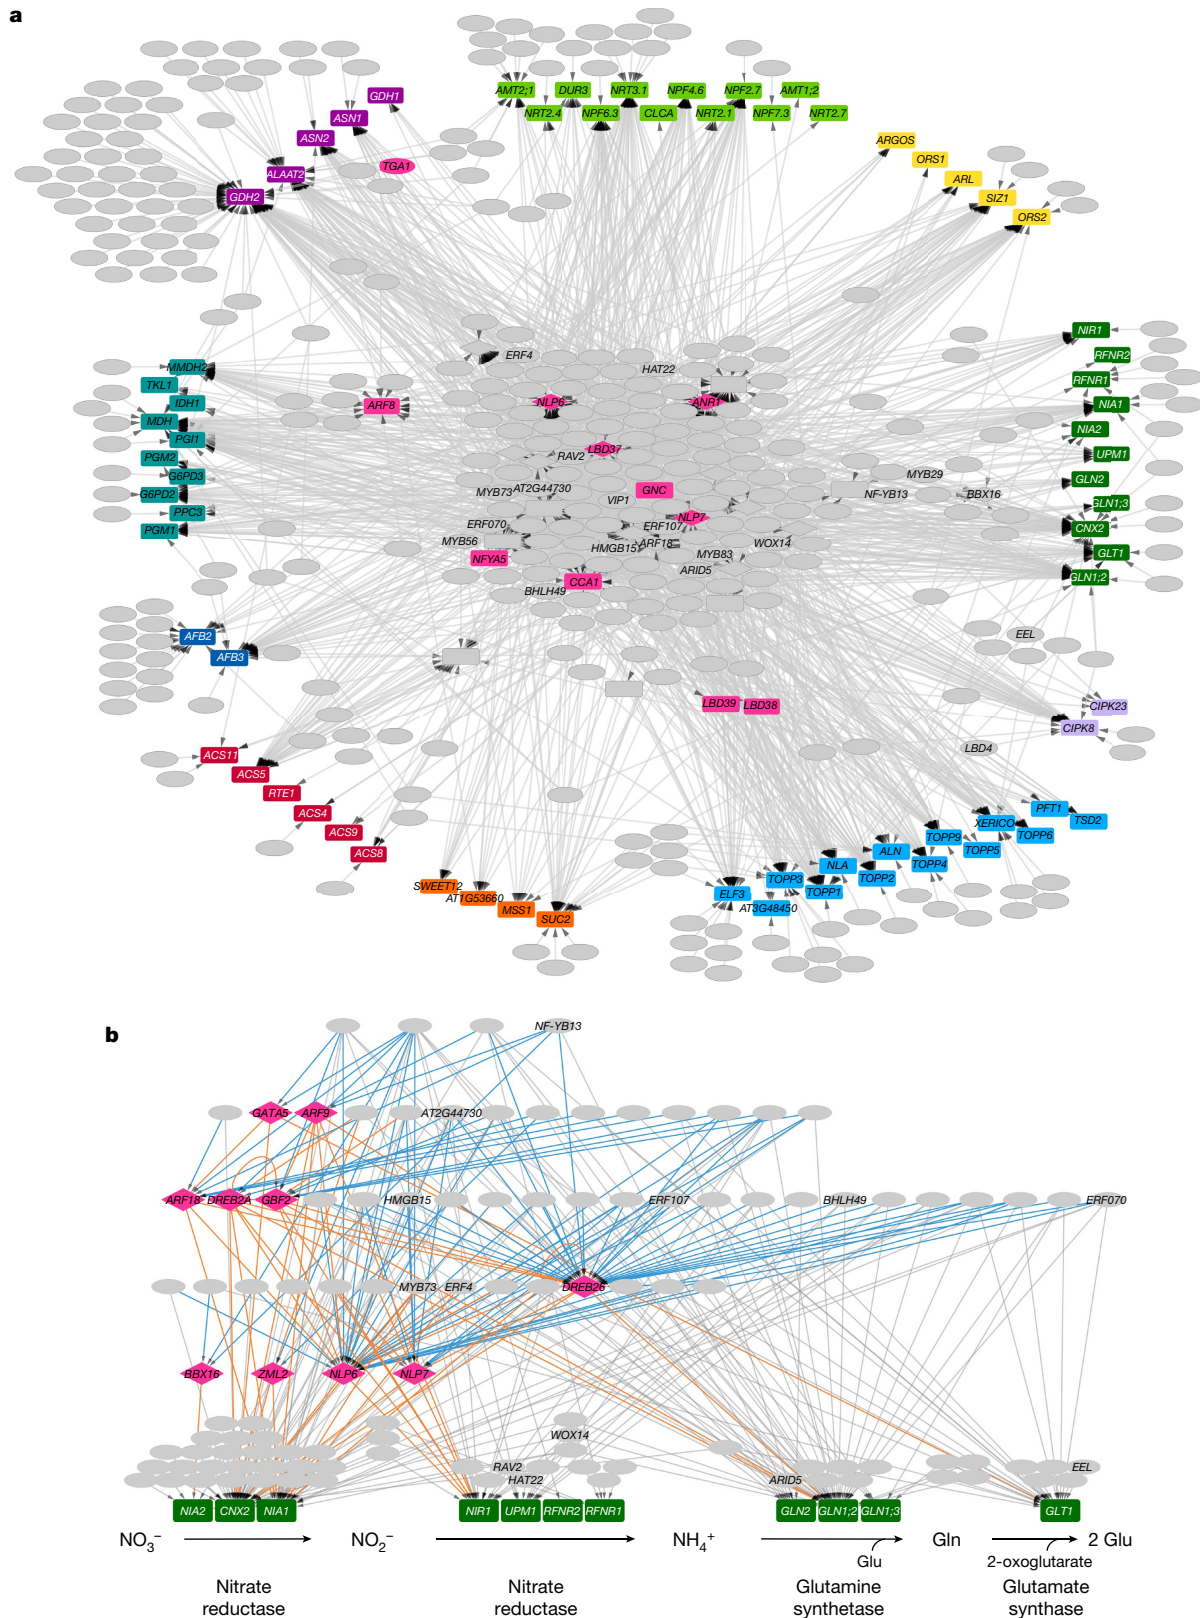 a
AMT2;1 DUR3 NRT3.1 NPF4.6 NPF2.7 AMT1;2
NRT2.4 NPF6.3 CLCA NRT2.1 NPF7.3 NRT2.7
GDH1
ASN1
ASN2
TGA1
ALAAT2
GDH2
ARGOS
ORS1
ARL
SIZ1
ORS2
NIR1
RFNR2
RFNR1
NIA1
NIA2
UPM1
GLN2
GLN1;3
CNX2
GLT1
GLN1;2
MMDH2
TKL1
IDH1
MDH
PGI1
PGM2
G6PD3
G6PD2
PPC3
PGM1
ERF4
HAT22
ARF8
NLP6
ANR1
LBD37
RAV2
MYB29
MYB73
AT2G44730
VIP1
GNC
NF-YB13
BBX16
NLP7
ERF070
ERF107
MYB56
HMGB15
ARF18
WOX14
NFYA5
MYB83
ARID5
CCA1
BHLH49
AFB2
AFB3
EEL
LBD39
LBD38
CIPK23
CIPK8
LBD4
ACS11
ACS5
RTE1
ACS4
ACS9
ACS8
SWEET12
AT1G53660
MSS1
SUC2
PFT1
TSD2
XERICO
TOPP6
TOPP9
TOPP5
ALN
TOPP4
NLA
TOPP2
TOPP3
TOPP1
ELF3
AT3G48450
b
NF-YB13
GATA5 ARF9 AT2G44730
ARF18 DREB2A GBF2 HMGB15 ERF107 BHLH49 ERF070
MYB73 ERF4 DREB26
BBX16 ZML2 NLP6 NLP7
WOX14
RAV2 EEL
HAT22 ARID5
NIA2 CNX2 NIA1 NIR1 UPM1 RFNR2 RFNR1 GLN2 GLN1;2 GLN1;3 GLT1
NO₃⁻ NO₂⁻ NH₄⁺ Gln 2 Glu
Glu 2-oxoglutarate
Nitrate Nitrate Glutamine Glutamate
reductase reductase synthetase synthase